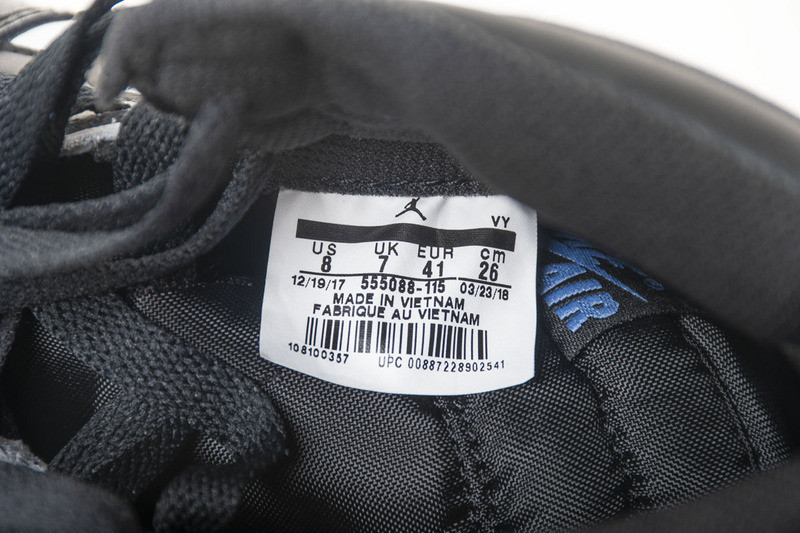 VY
US UK EUR cm
8 7 41 26
12/19/17 555088-115 03/23/18
MADE IN VIETNAM
FABRIQUE AU VIETNAM
108100357 UPC 00887228902541
AIR